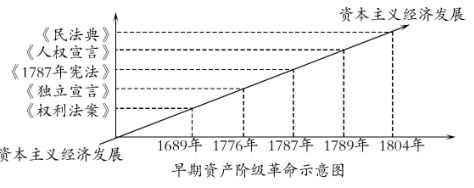 资本主义经济发展
《民法典》
《人权宣言》
《1787年宪法》
《独立宣言》
《权利法案》
资本主义经济发展
1689年 1776年 1787年 1789年 1804年
早期资产阶级革命示意图